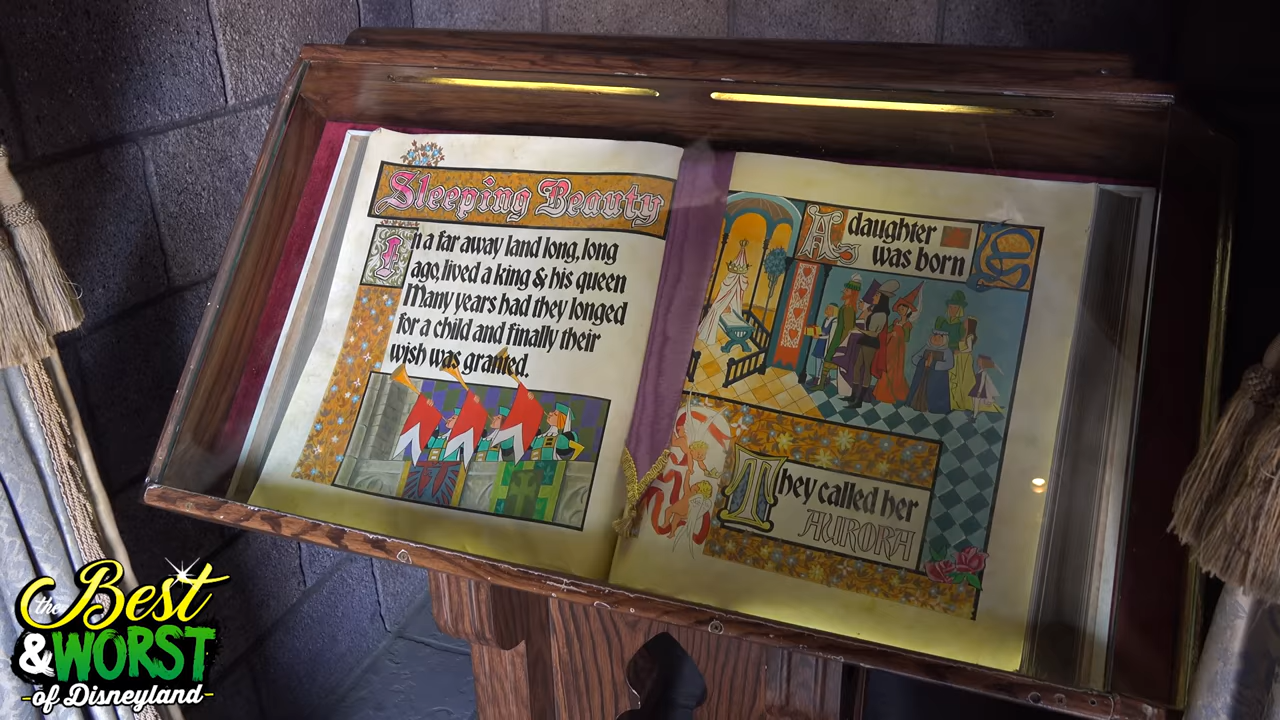 Sleeping Beauty
In a far away land long, long
ago, lived a king & his queen
Many years had they longed
for a child and finally their
wish was granted.
A daughter
was born
They called her
AURORA
the Best
& WORST
-of Disneyland-